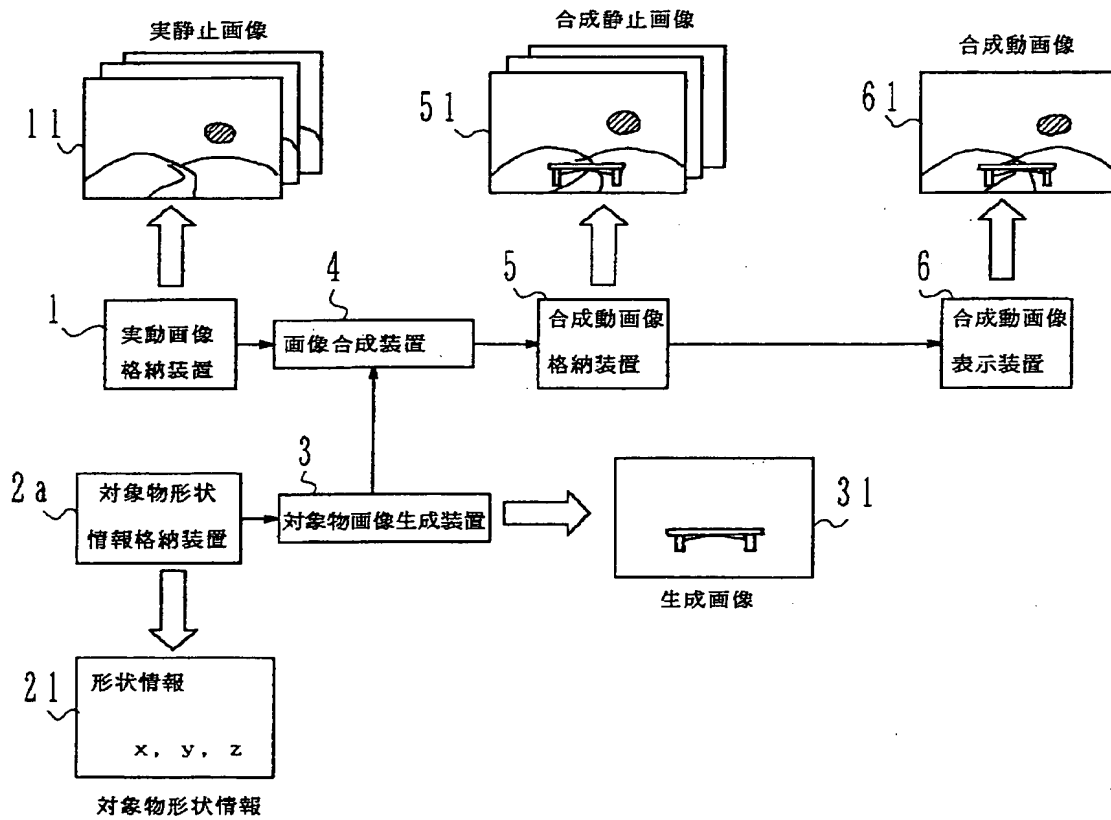 実静止画像
合成静止画像
合成動画像
11
51
61
1
実動画像
格納装置
4
画像合成装置
5
合成動画像
格納装置
6
合成動画像
表示装置
2a
対象物形状
情報格納装置
3
対象物画像生成装置
31
生成画像
21
形状情報
x, y, z
対象物形状情報